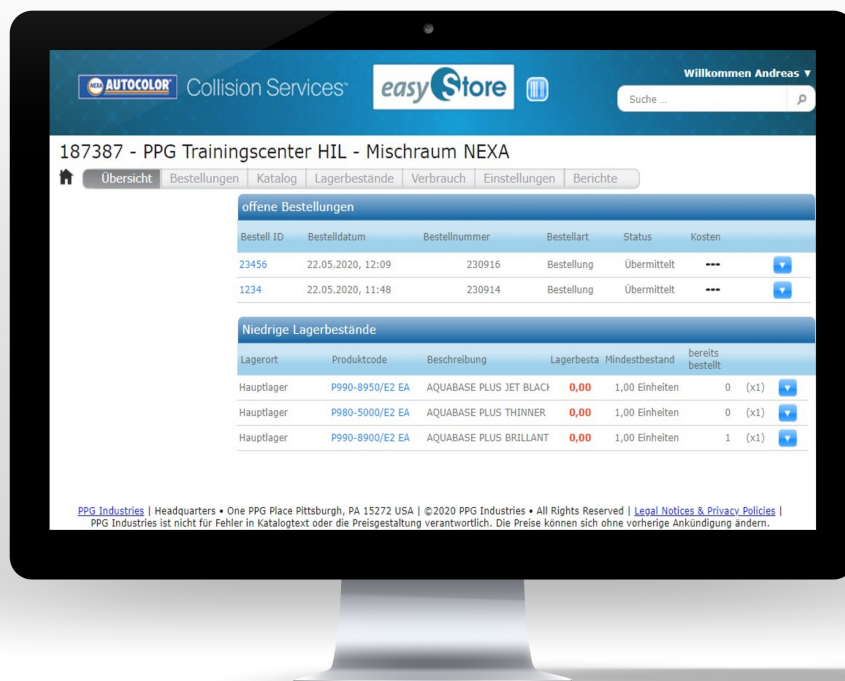 NEXA AUTOCOLOR Collision Services™ easy Store
Willkommen Andreas ▼
Suche ...
187387 - PPG Trainingscenter HIL - Mischraum NEXA
Übersicht Bestellungen Katalog Lagerbestände Verbrauch Einstellungen Berichte
offene Bestellungen
Bestell ID Bestelldatum Bestellnummer Bestellart Status Kosten
23456 22.05.2020, 12:09 230916 Bestellung Übermittelt ---
1234 22.05.2020, 11:48 230914 Bestellung Übermittelt ---
Niedrige Lagerbestände
Lagerort Produktcode Beschreibung Lagerbesta Mindestbestand bereits
bestellt
Hauptlager P990-8950/E2 EA AQUABASE PLUS JET BLACK 0,00 1,00 Einheiten 0 (x1)
Hauptlager P980-5000/E2 EA AQUABASE PLUS THINNER 0,00 1,00 Einheiten 0 (x1)
Hauptlager P990-8900/E2 EA AQUABASE PLUS BRILLANT 0,00 1,00 Einheiten 1 (x1)
PPG Industries | Headquarters • One PPG Place Pittsburgh, PA 15272 USA | ©2020 PPG Industries • All Rights Reserved | Legal Notices & Privacy Policies |
PPG Industries ist nicht für Fehler in Katalogtext oder die Preisgestaltung verantwortlich. Die Preise können sich ohne vorherige Ankündigung ändern.